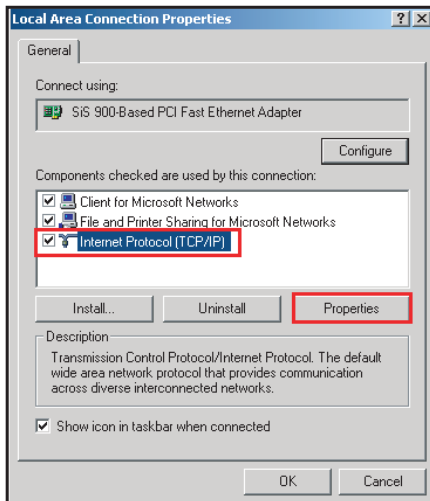 Local Area Connection Properties
General
Connect using:
SiS 900-Based PCI Fast Ethernet Adapter
Configure
Components checked are used by this connection:
Client for Microsoft Networks
File and Printer Sharing for Microsoft Networks
Internet Protocol (TCP/IP)
Install... Uninstall Properties
Description
Transmission Control Protocol/Internet Protocol. The default
wide area network protocol that provides communication
across diverse interconnected networks.
Show icon in taskbar when connected
OK Cancel